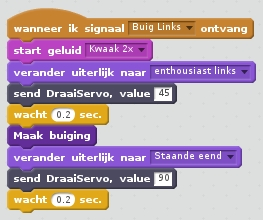 wanneer ik signaal Buig Links ontvang
start geluid Kwaak 2x
verander uiterlijk naar enthousiast links
send DraaiServo, value 45
wacht 0.2 sec.
Maak buiging
verander uiterlijk naar Staande eend
send DraaiServo, value 90
wacht 0.2 sec.